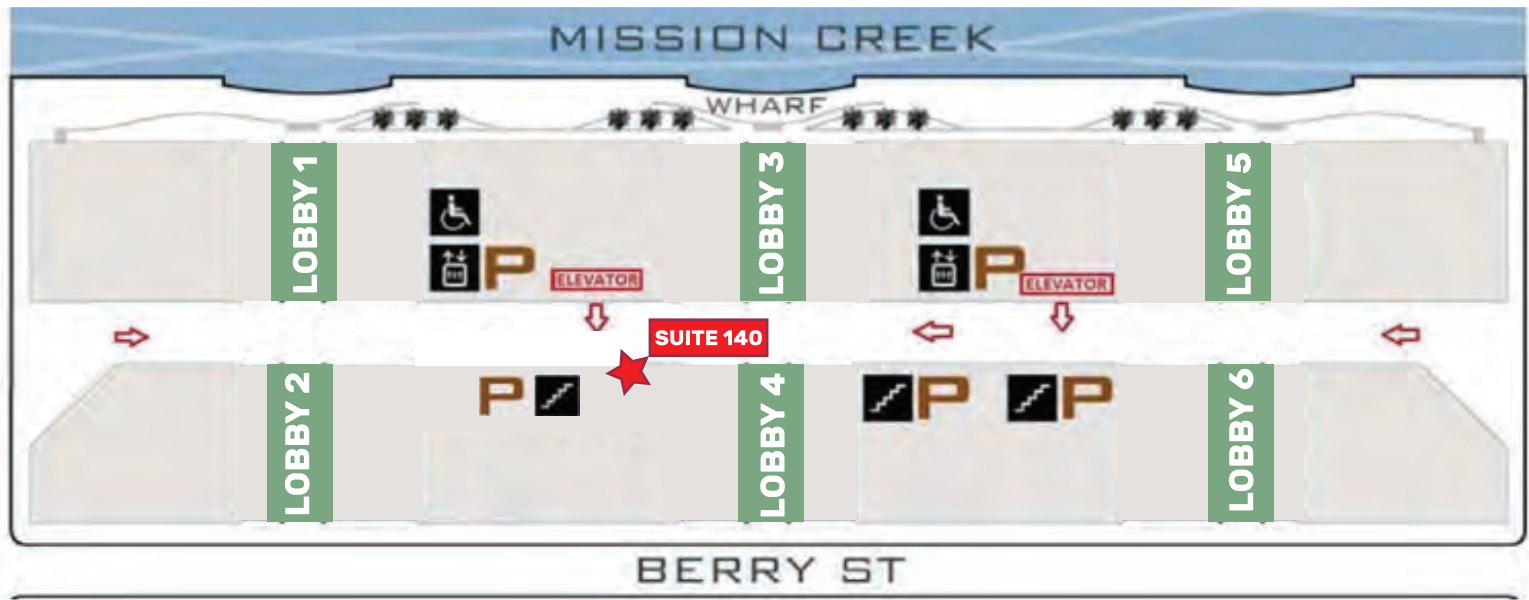 MISSION CREEK
WHARF
LOBBY 1
LOBBY 3
LOBBY 5
P
ELEVATOR
P
ELEVATOR
SUITE 140
LOBBY 2
P
LOBBY 4
P
P
LOBBY 6
BERRY ST